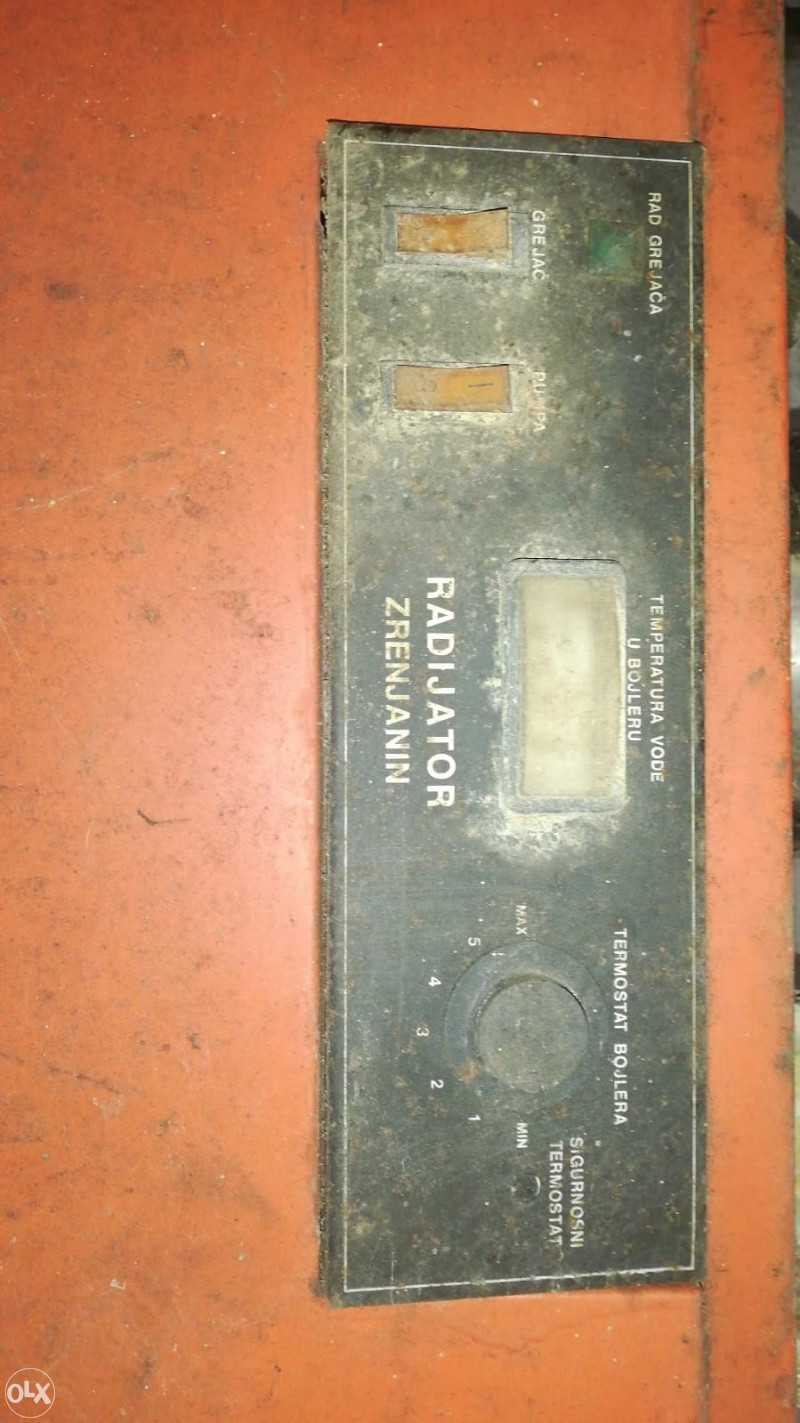 RAD GREJAČA
GREJAČ
PUMPA
TEMPERATURA VODE
U BOJLERU
RADIJATOR
ZRENJANIN
TERMOSTAT BOJLERA
MAX
5
4
3
2
1
MIN
SIGURNOSNI
TERMOSTAT
OLX